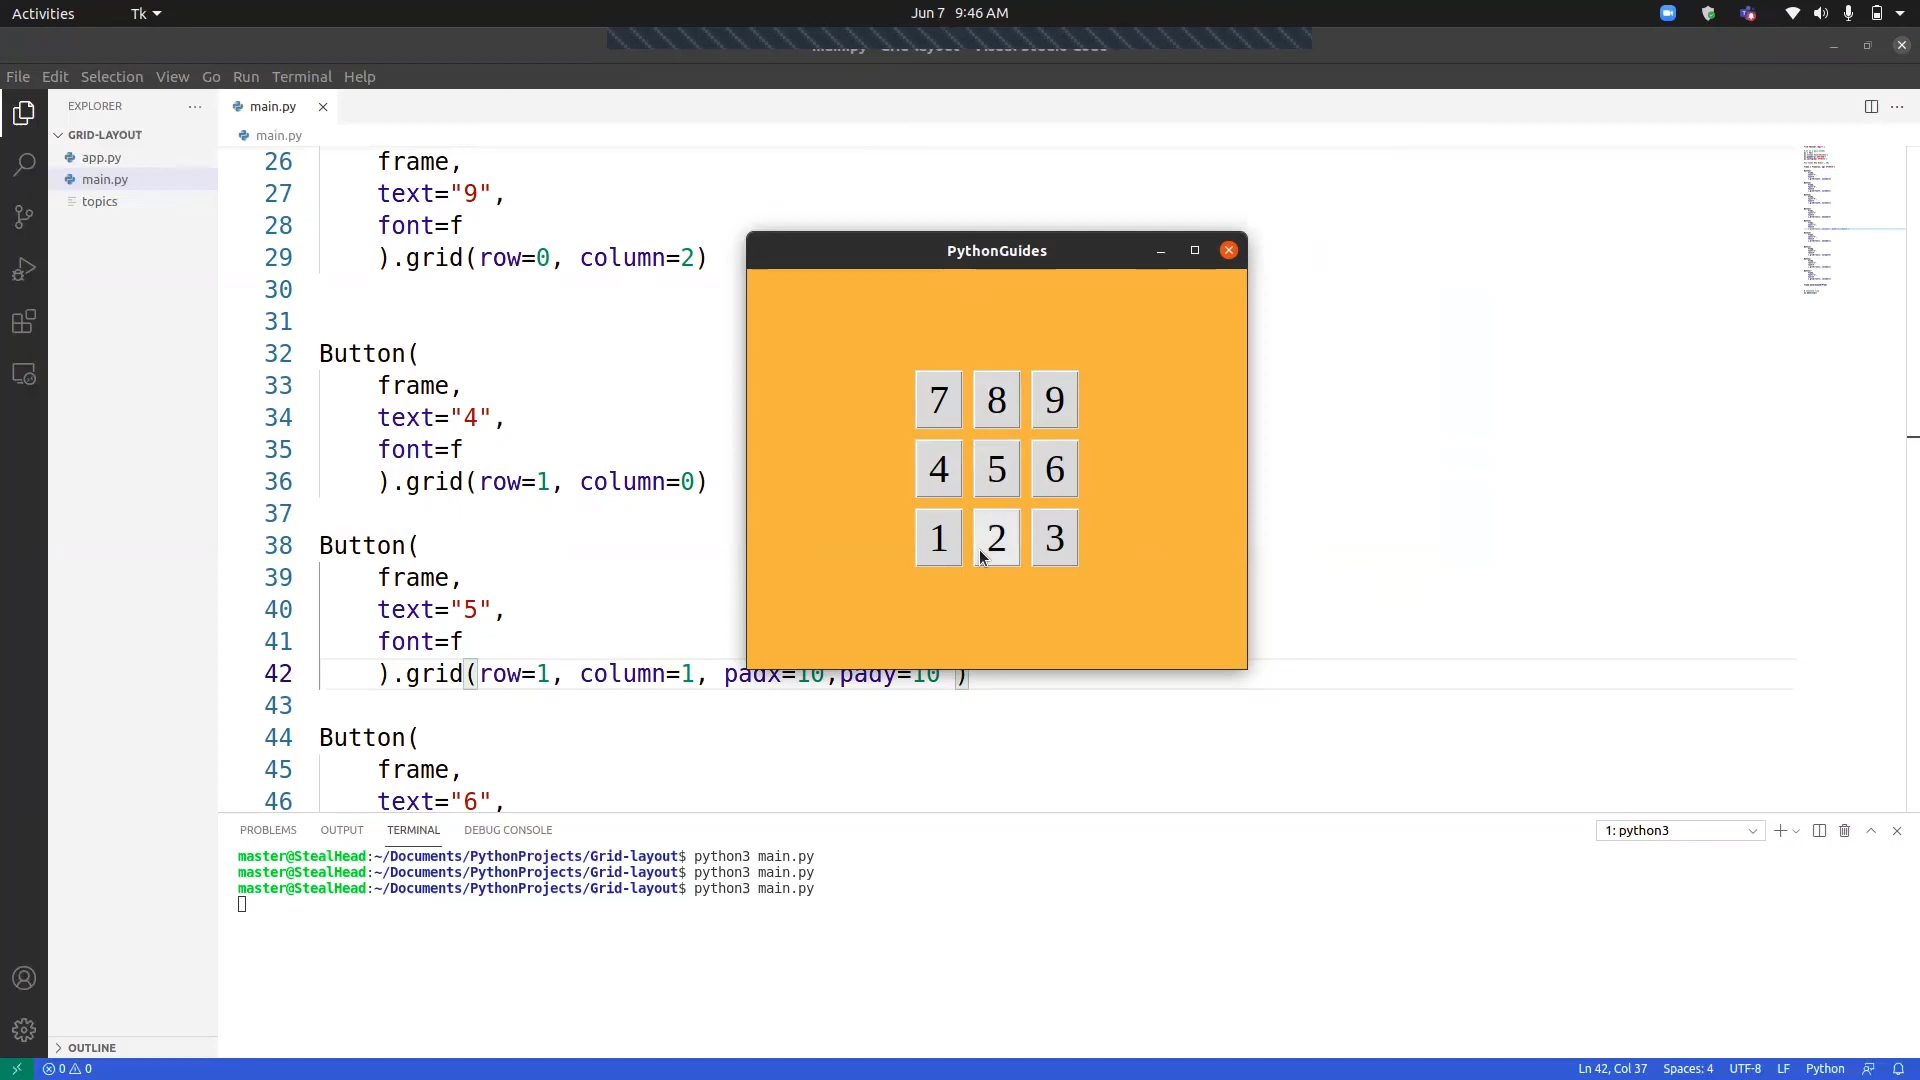 Activities Tk Jun 7 9:46 AM
File Edit Selection View Go Run Terminal Help
EXPLORER
main.py
GRID-LAYOUT
main.py
app.py
main.py
topics
26 frame,
27 text="9",
28 font=f
29 ).grid(row=0, column=2)
30
31
32 Button(
33 frame,
34 text="4",
35 font=f
36 ).grid(row=1, column=0)
37
38 Button(
39 frame,
40 text="5",
41 font=f
42 ).grid(row=1, column=1, padx=10,pady=10 )
43
44 Button(
45 frame,
46 text="6",
PythonGuides
7 8 9
4 5 6
1 2 3
PROBLEMS OUTPUT TERMINAL DEBUG CONSOLE 1: python3
master@StealHead:~/Documents/PythonProjects/Grid-layout$ python3 main.py
master@StealHead:~/Documents/PythonProjects/Grid-layout$ python3 main.py
master@StealHead:~/Documents/PythonProjects/Grid-layout$ python3 main.py
OUTLINE
0 0 Ln 42, Col 37 Spaces: 4 UTF-8 LF Python